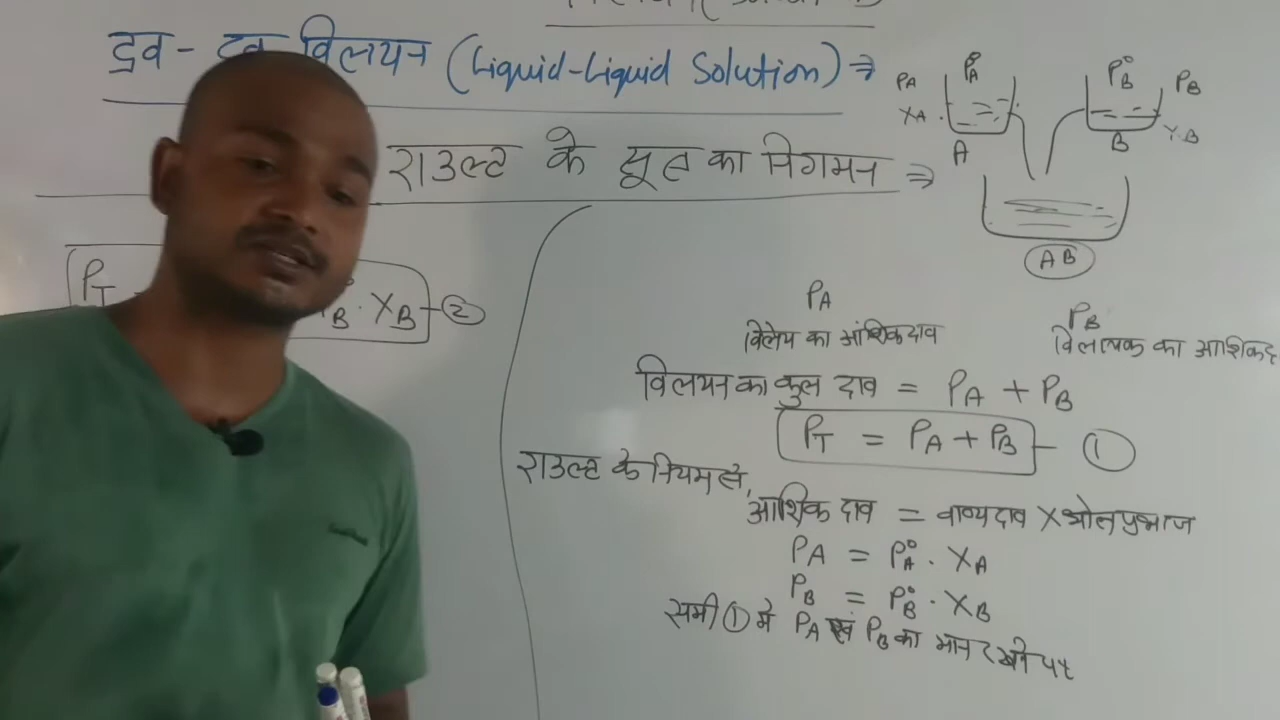 द्रव - द्रव विलयन (Liquid-Liquid Solution) ⇒
राउल्ट के सूत्र का निगमन ⇒
PA P°A
XA
A
P°B PB
B
AB
PT
B · XB — ②
PA
विलेय का आंशिक दाव
PB
विलायक का आंशिक द
विलयन का कुल दाव = PA + PB
PT = PA + PB — ①
राउल्ट के नियम से,
आंशिक दाव = वाष्पदाव X मोल प्रभाज
PA = P°A · XA
PB = P°B · XB
समी ① में PA एवं PB का मान रखने पर